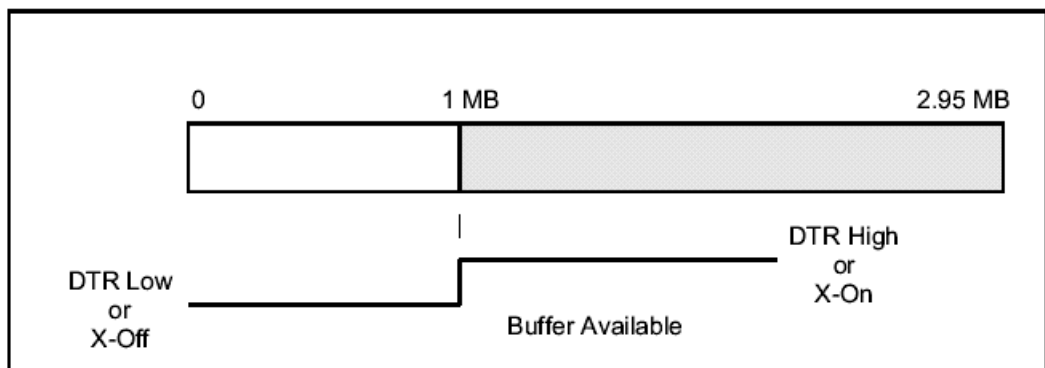 0 1 MB 2.95 MB
DTR High
or
X-On
DTR Low
or
X-Off
Buffer Available